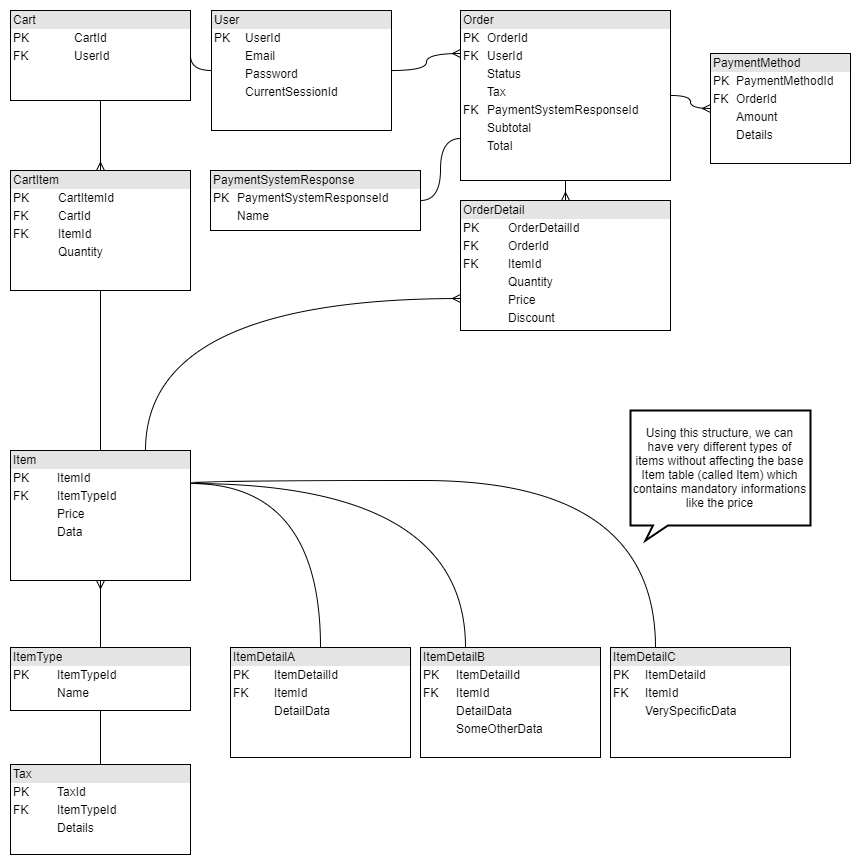 Cart
PK CartId
FK UserId
User
PK UserId
Email
Password
CurrentSessionId
Order
PK OrderId
FK UserId
Status
Tax
FK PaymentSystemResponseId
Subtotal
Total
PaymentMethod
PK PaymentMethodId
FK OrderId
Amount
Details
CartItem
PK CartItemId
FK CartId
FK ItemId
Quantity
PaymentSystemResponse
PK PaymentSystemResponseId
Name
OrderDetail
PK OrderDetailId
FK OrderId
FK ItemId
Quantity
Price
Discount
Using this structure, we can
have very different types of
items without affecting the base
Item table (called Item) which
contains mandatory informations
like the price
Item
PK ItemId
FK ItemTypeId
Price
Data
ItemType
PK ItemTypeId
Name
ItemDetailA
PK ItemDetailId
FK ItemId
DetailData
ItemDetailB
PK ItemDetailId
FK ItemId
DetailData
SomeOtherData
ItemDetailC
PK ItemDetaiId
FK ItemId
VerySpecificData
Tax
PK TaxId
FK ItemTypeId
Details